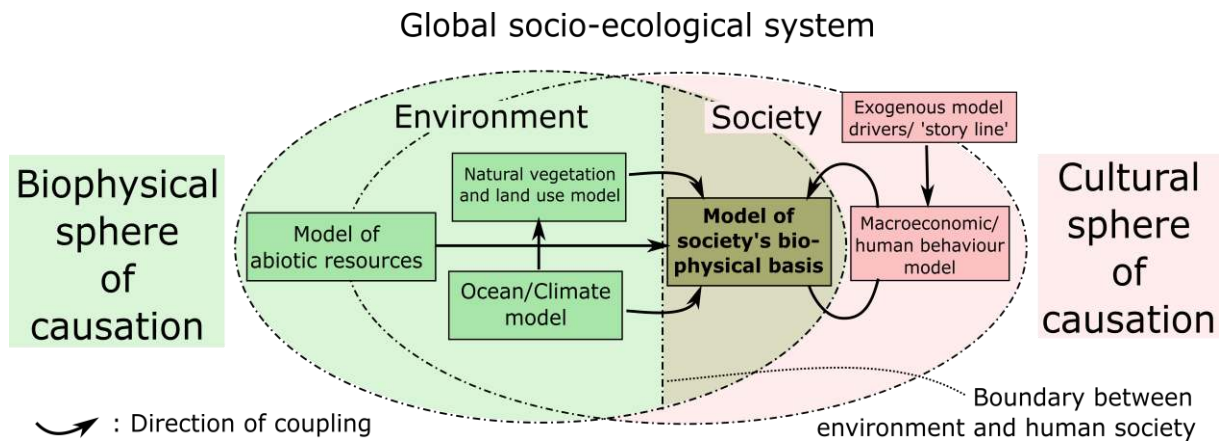 Global socio-ecological system
Environment
Society
Exogenous model
drivers/ 'story line'
Biophysical
sphere
of
causation
Natural vegetation
and land use model
Model of
abiotic resources
Ocean/Climate
model
Model of
society's bio-
physical basis
Macroeconomic/
human behaviour
model
Cultural
sphere
of
causation
: Direction of coupling
Boundary between
environment and human society